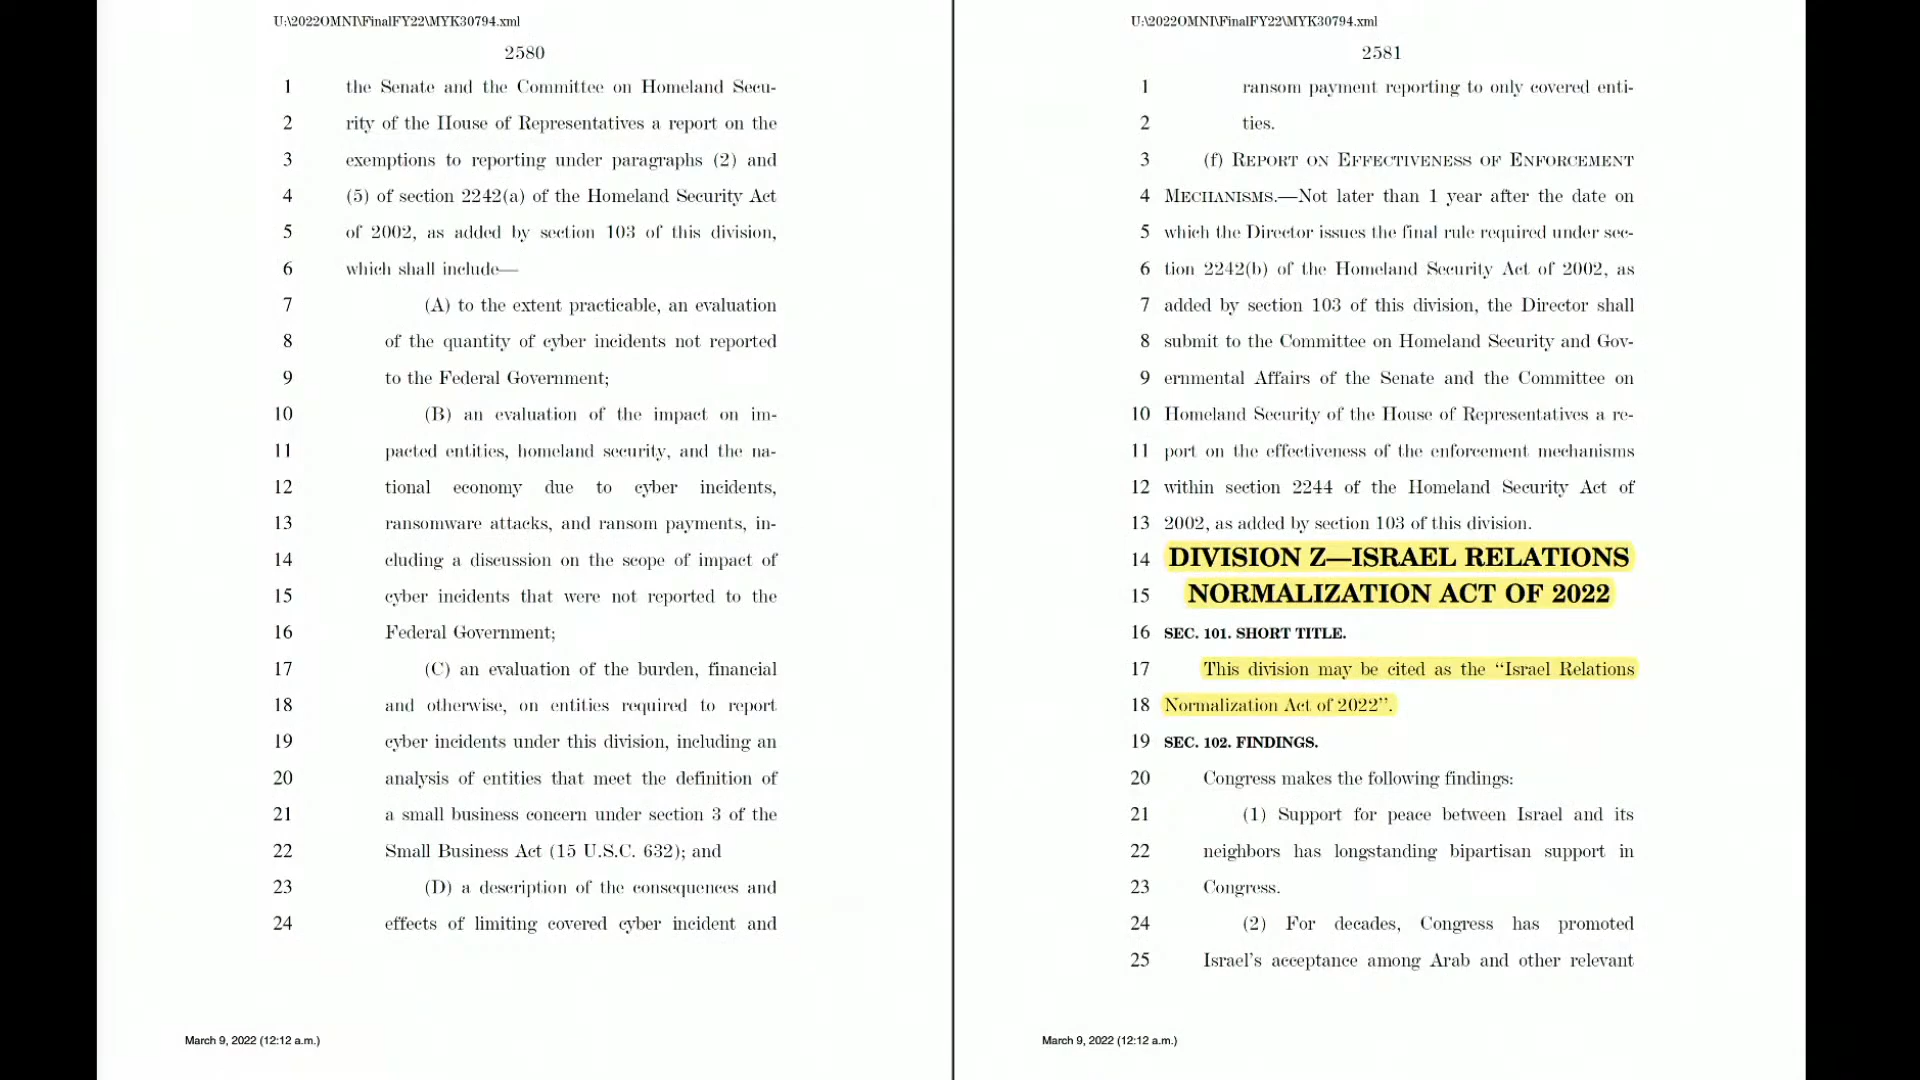 U:\2022OMNI\FinalFY22\MYK30794.xml
2580
1 the Senate and the Committee on Homeland Secu-
2 rity of the House of Representatives a report on the
3 exemptions to reporting under paragraphs (2) and
4 (5) of section 2242(a) of the Homeland Security Act
5 of 2002, as added by section 103 of this division,
6 which shall include—
7 (A) to the extent practicable, an evaluation
8 of the quantity of cyber incidents not reported
9 to the Federal Government;
10 (B) an evaluation of the impact on im-
11 pacted entities, homeland security, and the na-
12 tional economy due to cyber incidents,
13 ransomware attacks, and ransom payments, in-
14 cluding a discussion on the scope of impact of
15 cyber incidents that were not reported to the
16 Federal Government;
17 (C) an evaluation of the burden, financial
18 and otherwise, on entities required to report
19 cyber incidents under this division, including an
20 analysis of entities that meet the definition of
21 a small business concern under section 3 of the
22 Small Business Act (15 U.S.C. 632); and
23 (D) a description of the consequences and
24 effects of limiting covered cyber incident and
March 9, 2022 (12:12 a.m.)
U:\2022OMNI\FinalFY22\MYK30794.xml
2581
1 ransom payment reporting to only covered enti-
2 ties.
3 (f) REPORT ON EFFECTIVENESS OF ENFORCEMENT
4 MECHANISMS.—Not later than 1 year after the date on
5 which the Director issues the final rule required under sec-
6 tion 2242(b) of the Homeland Security Act of 2002, as
7 added by section 103 of this division, the Director shall
8 submit to the Committee on Homeland Security and Gov-
9 ernmental Affairs of the Senate and the Committee on
10 Homeland Security of the House of Representatives a re-
11 port on the effectiveness of the enforcement mechanisms
12 within section 2244 of the Homeland Security Act of
13 2002, as added by section 103 of this division.
14 DIVISION Z—ISRAEL RELATIONS
15 NORMALIZATION ACT OF 2022
16 SEC. 101. SHORT TITLE.
17 This division may be cited as the “Israel Relations
18 Normalization Act of 2022”.
19 SEC. 102. FINDINGS.
20 Congress makes the following findings:
21 (1) Support for peace between Israel and its
22 neighbors has longstanding bipartisan support in
23 Congress.
24 (2) For decades, Congress has promoted
25 Israel’s acceptance among Arab and other relevant
March 9, 2022 (12:12 a.m.)